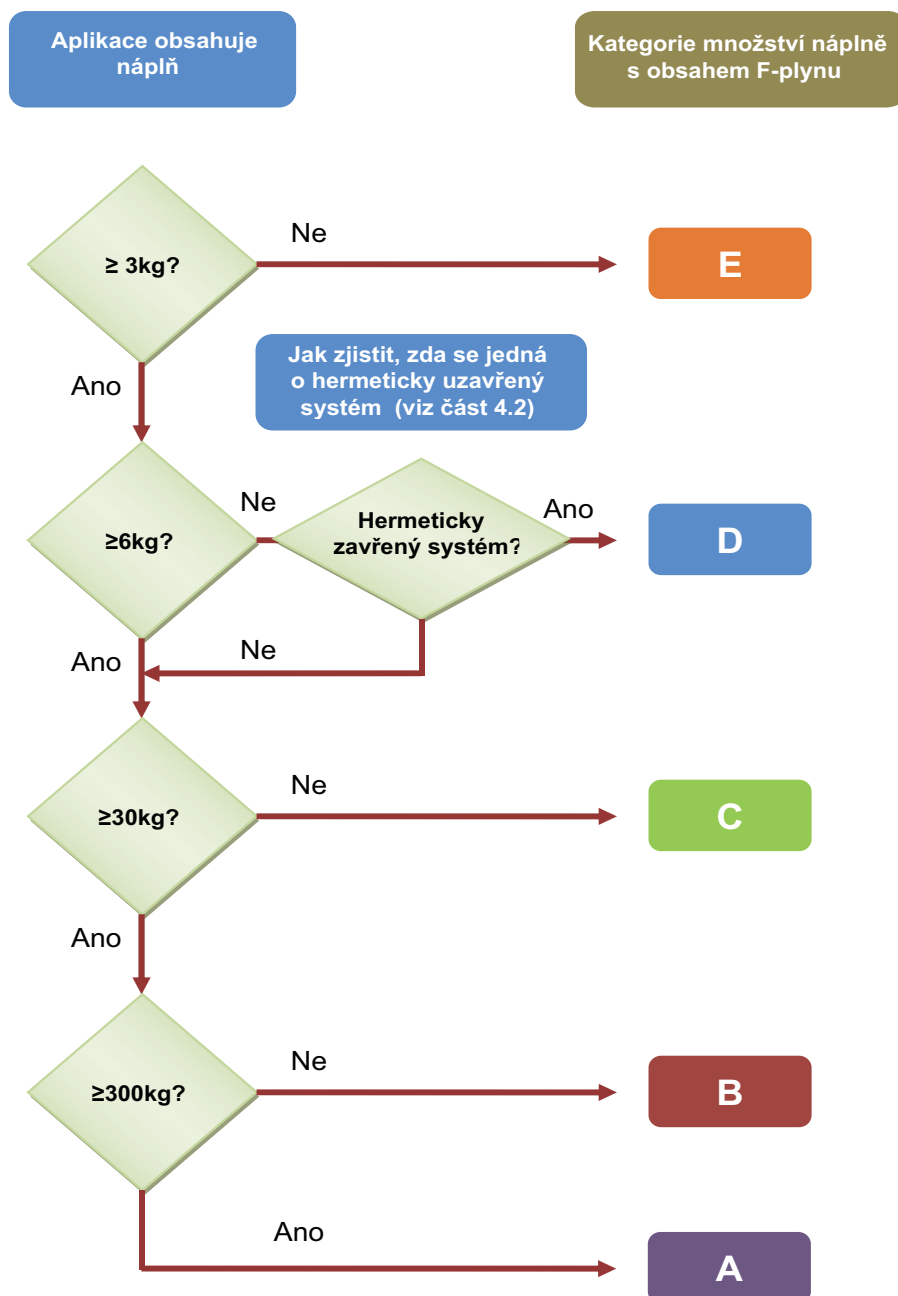 Aplikace obsahuje
náplň
Kategorie množství náplně
s obsahem F-plynu
≥ 3kg?
Ne
E
Ano
Jak zjistit, zda se jedná
o hermeticky uzavřený
systém (viz část 4.2)
≥6kg?
Ne
Hermeticky
zavřený systém?
Ano
D
Ano
Ne
≥30kg?
Ne
C
Ano
≥300kg?
Ne
B
Ano
A